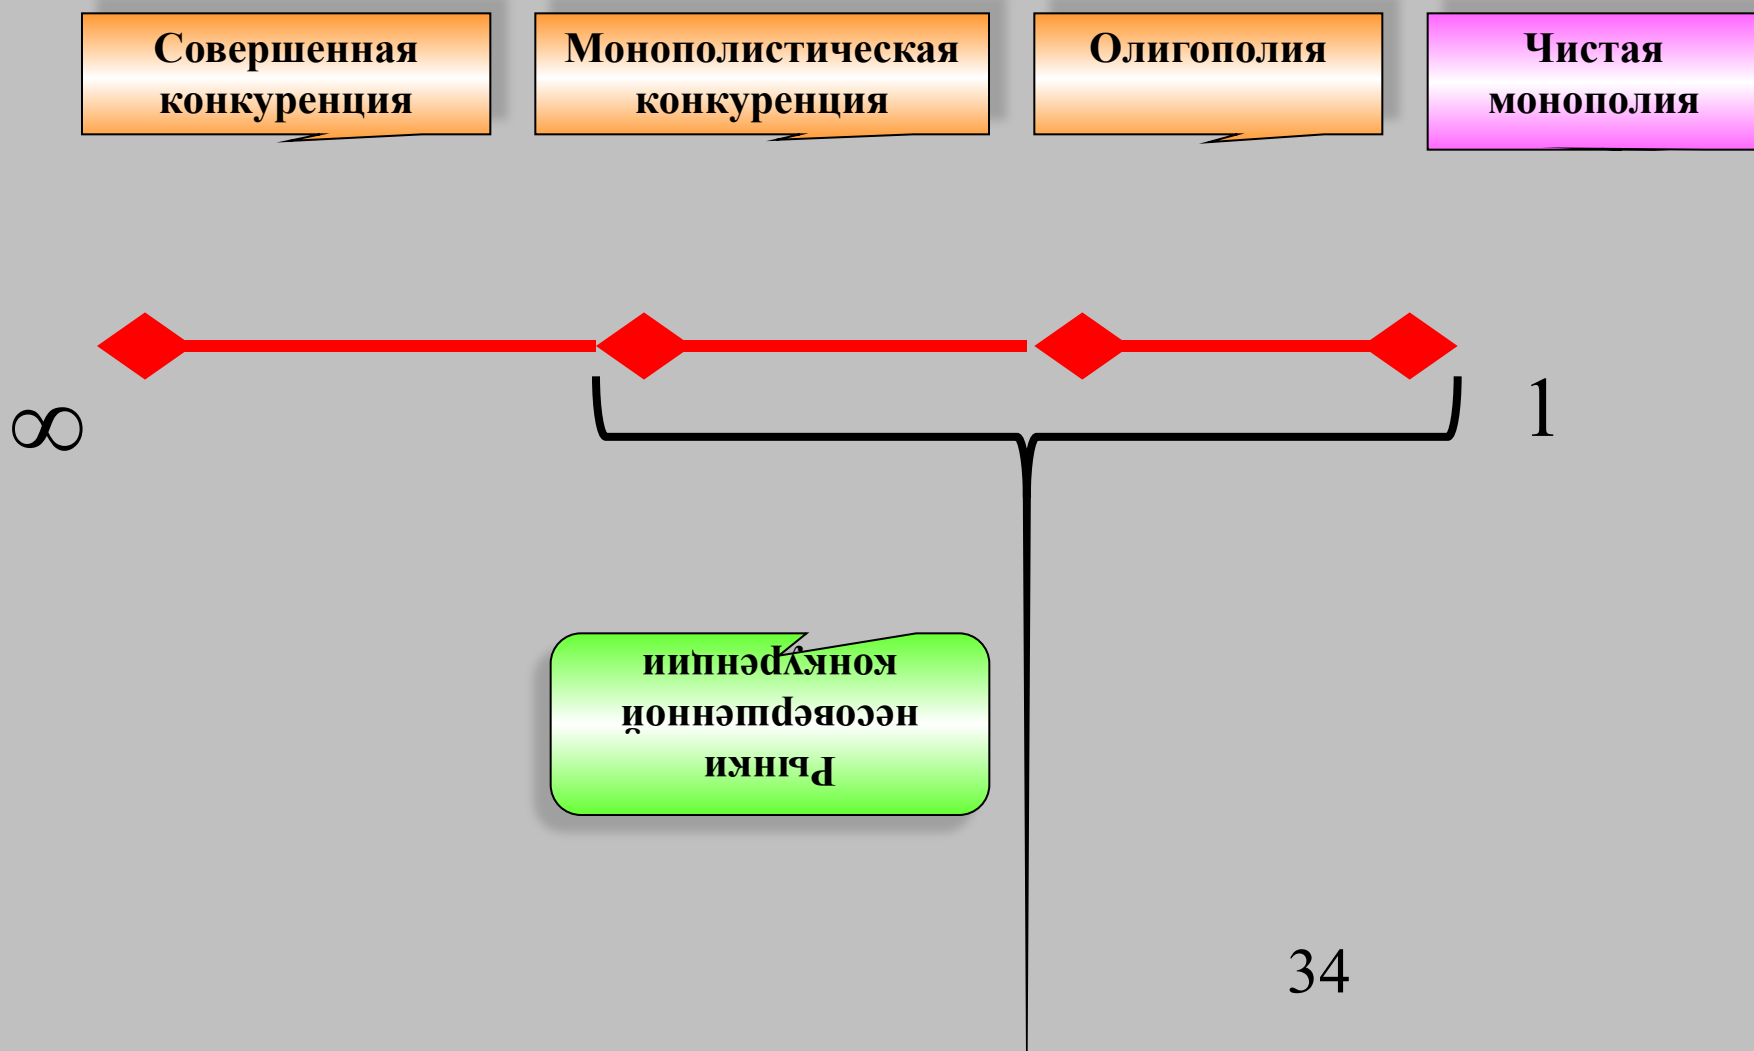 Совершенная
конкуренция
Монополистическая
конкуренция
Олигополия
Чистая
монополия
∞
1
Рынки
несовершенной
конкуренции
34